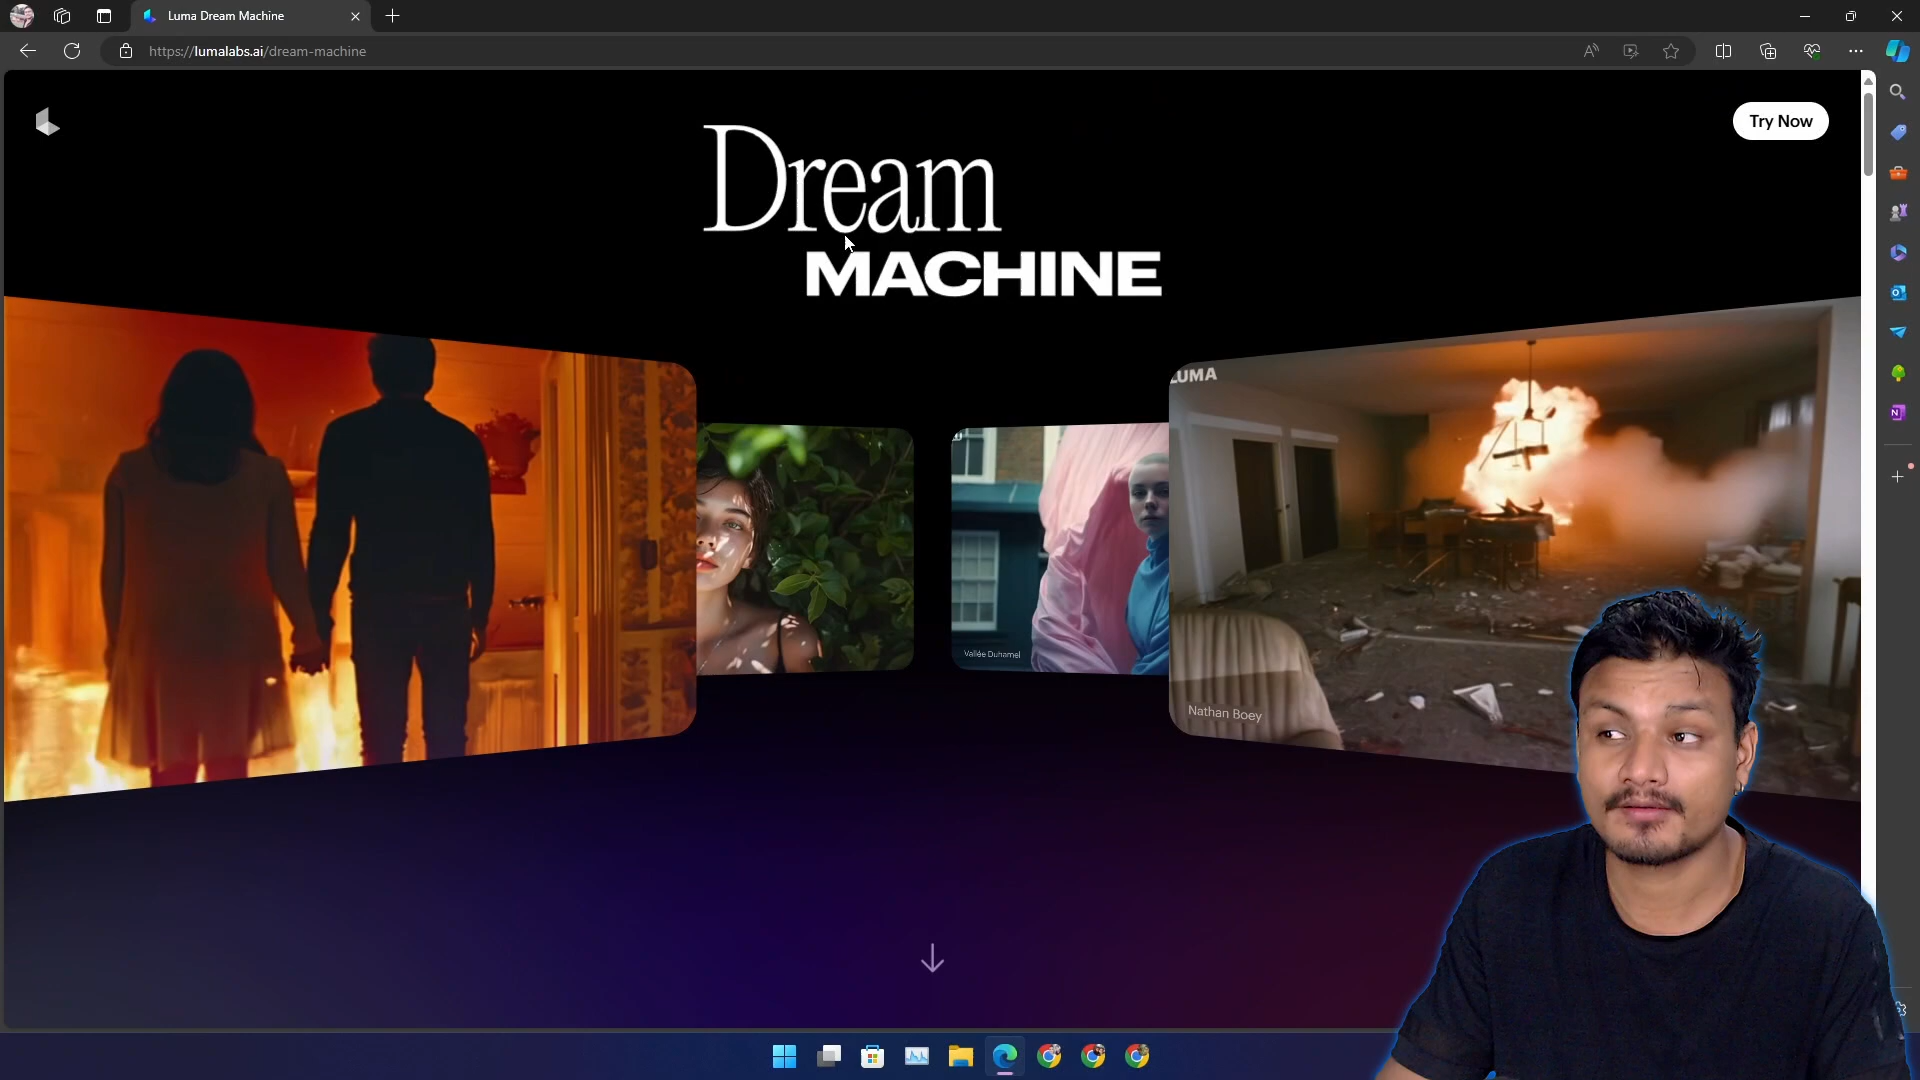 Luma Dream Machine
https://lumalabs.ai/dream-machine
Try Now
Dream
MACHINE
LUMA
Vallée Duhamel
Nathan Boey